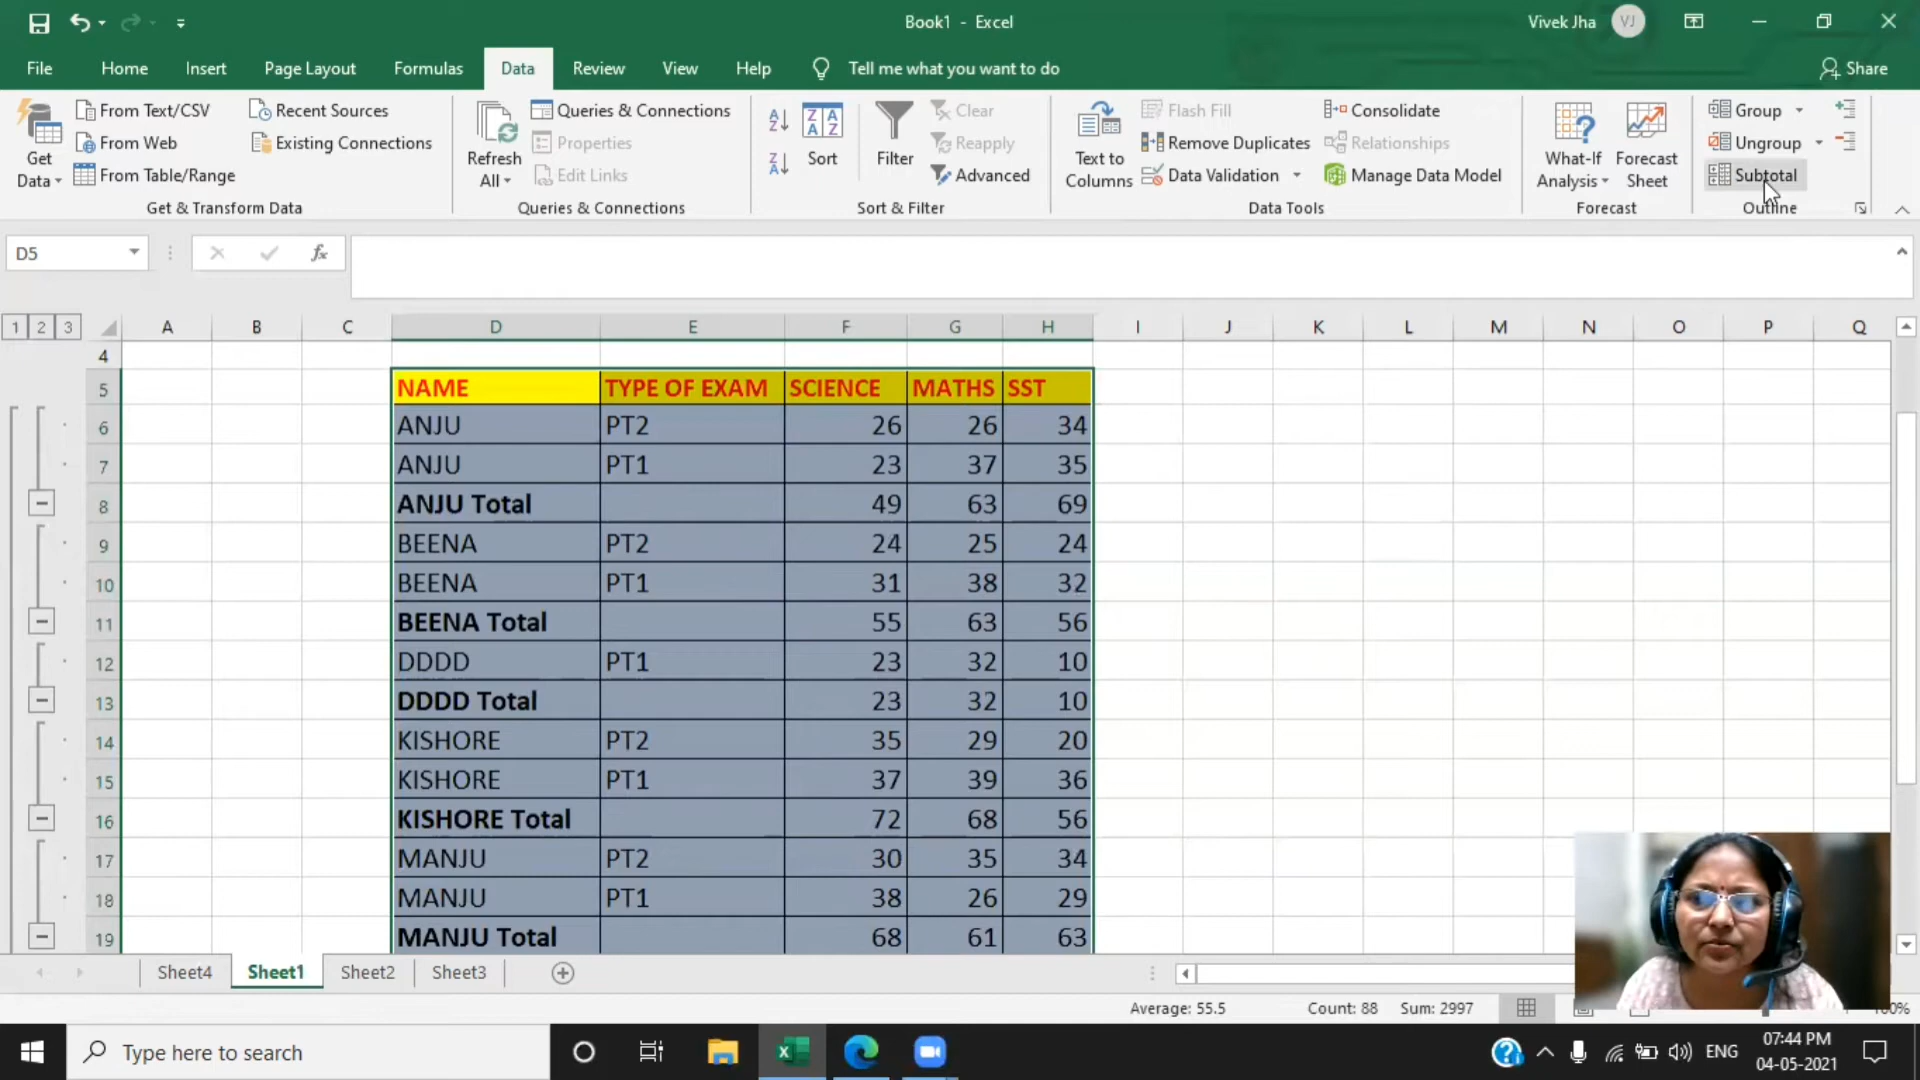 Book1 - Excel
Vivek Jha
VJ
File Home Insert Page Layout Formulas Data Review View Help Tell me what you want to do Share
Get Data
From Text/CSV
From Web
From Table/Range
Recent Sources
Existing Connections
Get & Transform Data
Refresh All
Queries & Connections
Properties
Edit Links
Queries & Connections
Sort
Filter
Clear
Reapply
Advanced
Sort & Filter
Text to Columns
Flash Fill
Remove Duplicates
Data Validation
Consolidate
Relationships
Manage Data Model
Data Tools
What-If Analysis
Forecast Sheet
Forecast
Group
Ungroup
Subtotal
Outline
D5
fx
1 2 3
A B C D E F G H I J K L M N O P Q
4
5 NAME TYPE OF EXAM SCIENCE MATHS SST
6 ANJU PT2 26 26 34
7 ANJU PT1 23 37 35
8 ANJU Total 49 63 69
9 BEENA PT2 24 25 24
10 BEENA PT1 31 38 32
11 BEENA Total 55 63 56
12 DDDD PT1 23 32 10
13 DDDD Total 23 32 10
14 KISHORE PT2 35 29 20
15 KISHORE PT1 37 39 36
16 KISHORE Total 72 68 56
17 MANJU PT2 30 35 34
18 MANJU PT1 38 26 29
19 MANJU Total 68 61 63
Sheet4 Sheet1 Sheet2 Sheet3
Average: 55.5 Count: 88 Sum: 2997
Type here to search
ENG
07:44 PM
04-05-2021